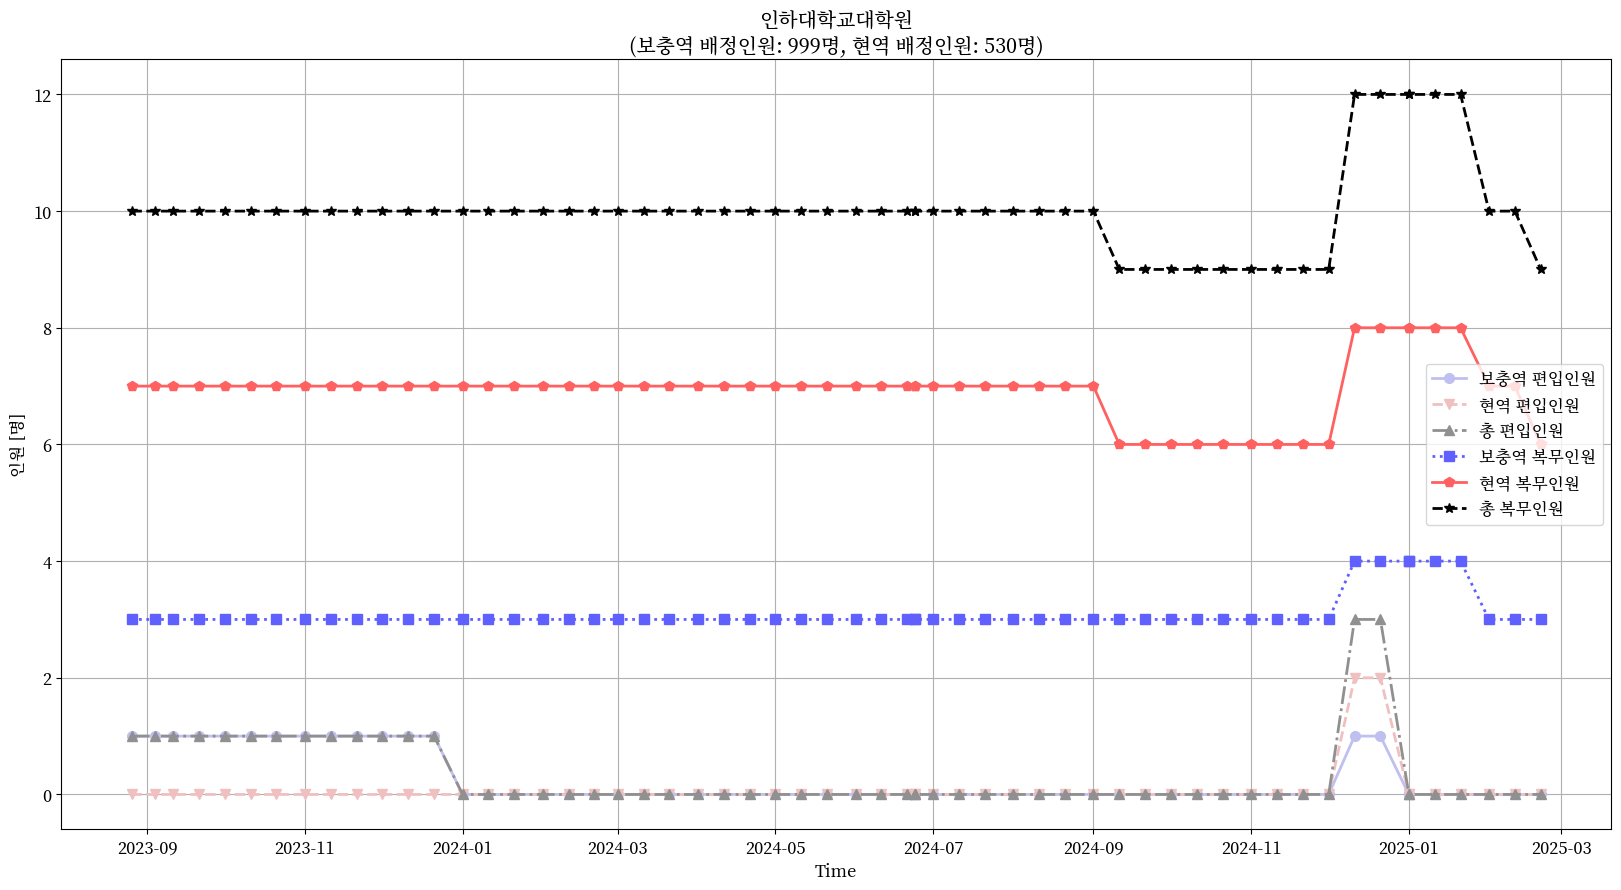 인하대학교대학원
(보충역 배정인원: 999명, 현역 배정인원: 530명)
인원 [명]
12
10
8
6
4
2
0
보충역 편입인원
현역 편입인원
총 편입인원
보충역 복무인원
현역 복무인원
총 복무인원
2023-09
2023-11
2024-01
2024-03
2024-05
2024-07
2024-09
2024-11
2025-01
2025-03
Time